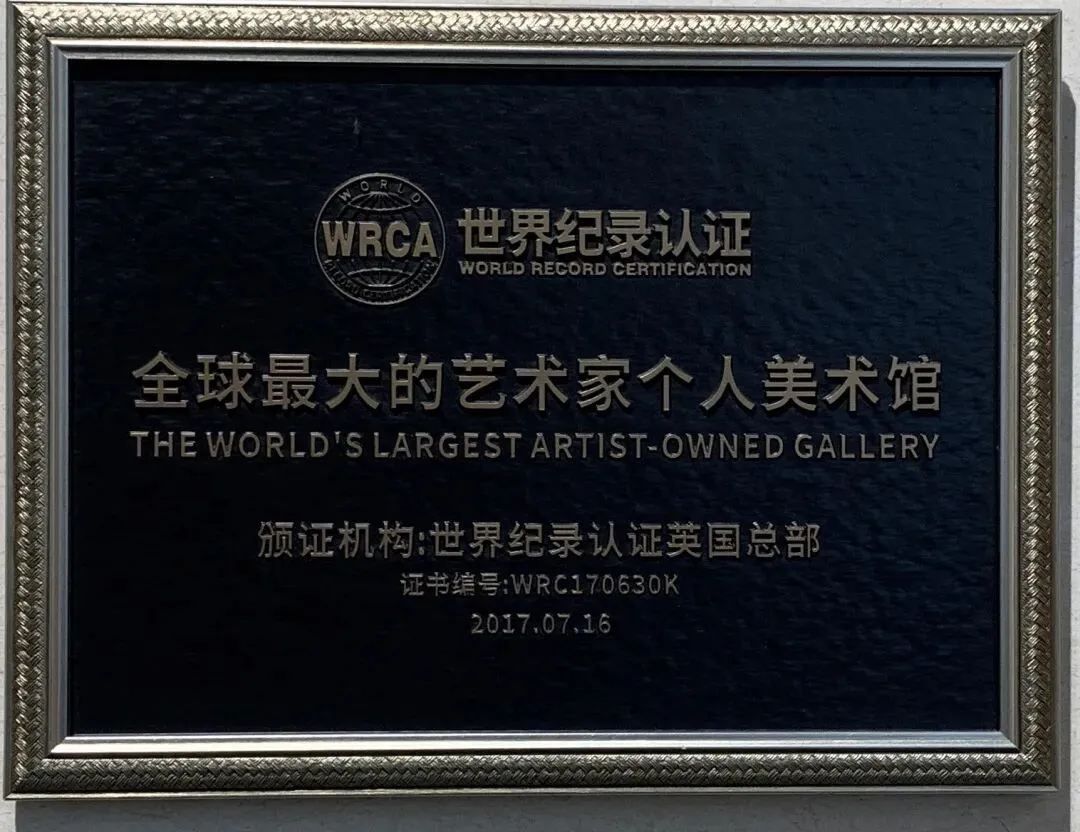 WORLD
WRCA
世界纪录认证
WORLD RECORD CERTIFICATION
全球最大的艺术家个人美术馆
THE WORLD'S LARGEST ARTIST-OWNED GALLERY
颁证机构:世界纪录认证英国总部
证书编号:WRC170630K
2017.07.16